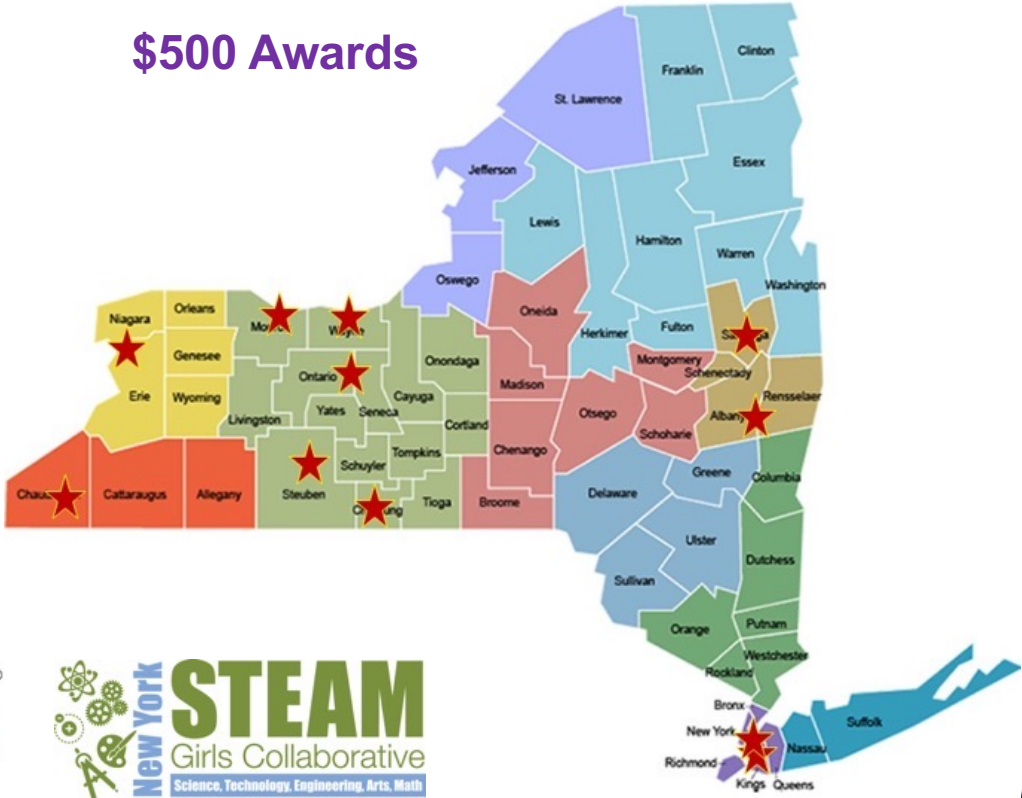 $500 Awards
Clinton
Franklin
St. Lawrence
Essex
Jefferson
Lewis
Hamilton
Warren
Washington
Oswego
Oneida
Herkimer
Fulton
Niagara
Orleans
Genesee
Erie
Wyoming
Livingston
Ontario
Yates
Seneca
Cayuga
Onondaga
Cortland
Madison
Montgomery
Schenectady
Rensselaer
Albany
Otsego
Schoharie
Chenango
Tompkins
Schuyler
Steuben
Tioga
Broome
Cattaraugus
Allegany
Delaware
Greene
Columbia
Ulster
Sullivan
Dutchess
Orange
Putnam
Westchester
Rockland
Bronx
New York
Richmond
Kings
Queens
Nassau
Suffolk
New York
STEAM
Girls Collaborative
Science, Technology, Engineering, Arts, Math